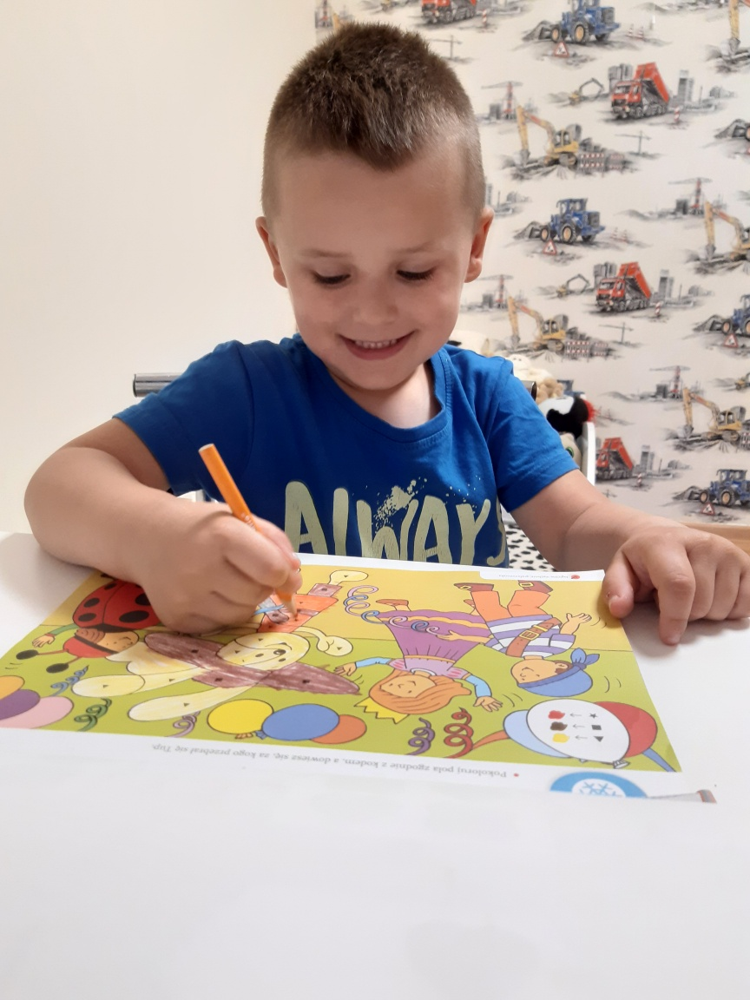 ALWAYS
Pokoloruj pola zgodnie z kodem, a dowiesz się, za kogo przebrał się Tup.